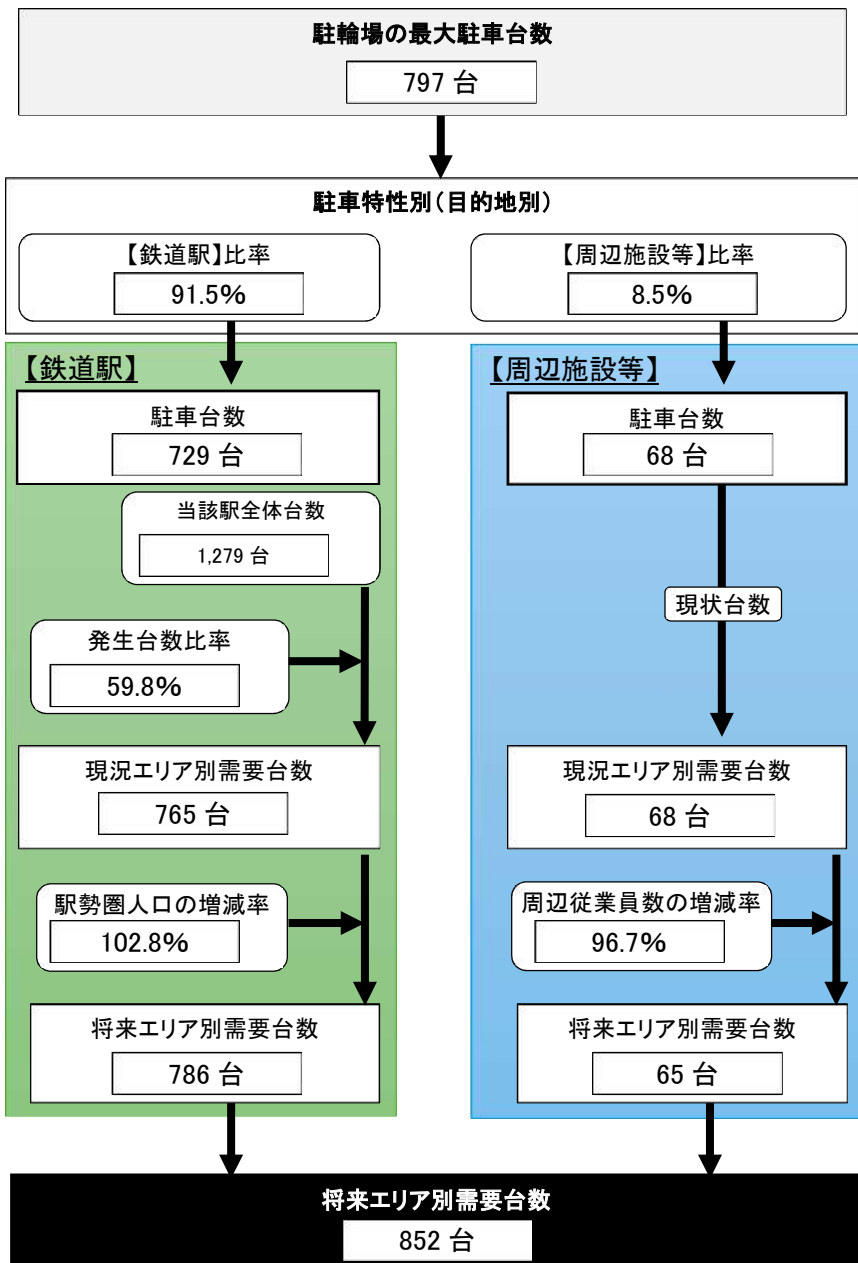 駐輪場の最大駐車台数
797 台
駐車特性別(目的地別)
【鉄道駅】比率
91.5%
【周辺施設等】比率
8.5%
【鉄道駅】
駐車台数
729 台
当該駅全体台数
1,279 台
発生台数比率
59.8%
現況エリア別需要台数
765 台
駅勢圏人口の増減率
102.8%
将来エリア別需要台数
786 台
【周辺施設等】
駐車台数
68 台
現状台数
現況エリア別需要台数
68 台
周辺従業員数の増減率
96.7%
将来エリア別需要台数
65 台
将来エリア別需要台数
852 台